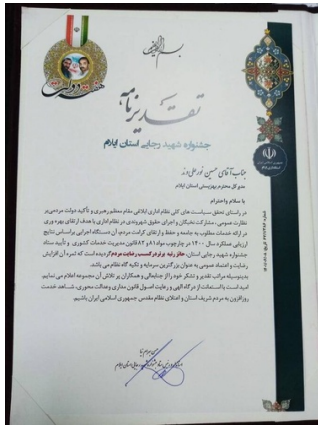 بسم الله الرحمن الرحیم
هفته دولت
تقدیرنامه
جشنواره شهید رجایی استان ایلام
جناب آقای حسین نورعلی‌وند
مدیرکل محترم بهزیستی استان ایلام
با سلام و احترام
در راستای تحقق سیاست های کلی نظام اداری ابلاغی مقام معظم رهبری و تأکید دولت مردمی بر
نظارت عمومی، مشارکت نخبگان و اجرای حقوق شهروندی در نظام اداری با هدف ارتقای بهره وری
در ارائه خدمات مطلوب به جامعه و حفظ و ارتقای کرامت مردم، آن دستگاه اجرایی بر اساس نتایج
ارزیابی عملکرد سال ۱۴۰۰ در چارچوب مواد ۸۱ و ۸۲ قانون مدیریت خدمات کشوری و تأیید ستاد
جشنواره شهید رجایی استان، حائز رتبه برتر در کسب رضایت مردم گردیده است که ثمره آن افزایش
رضایت و اعتماد عمومی به عنوان بزرگترین سرمایه و تکیه گاه نظام می باشد.
بدینوسیله مراتب تقدیر و تشکر خود را از جنابعالی و همکاران پر تلاش آن مجموعه اعلام می نمایم.
امید است با استعانت از درگاه الهی و رعایت اصول قانون مداری و عدالت محوری، شاهد خدمت
روزافزون به مردم شریف استان و اعتلای نظام مقدس جمهوری اسلامی ایران باشیم.